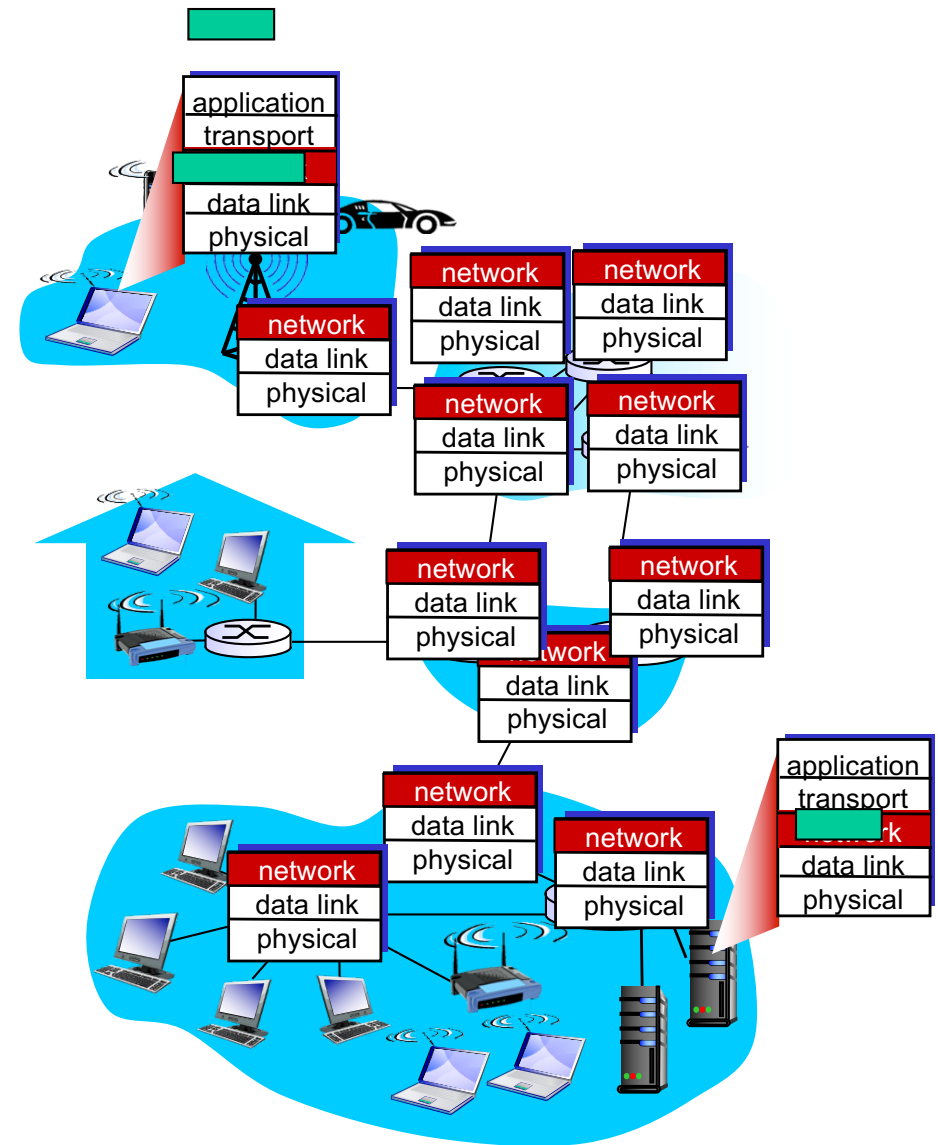 application
transport
data link
physical
network
data link
physical
network
data link
physical
network
data link
physical
network
data link
physical
network
data link
physical
network
data link
physical
network
data link
physical
network
data link
physical
network
data link
physical
network
data link
physical
network
data link
physical
application
transport
network
data link
physical